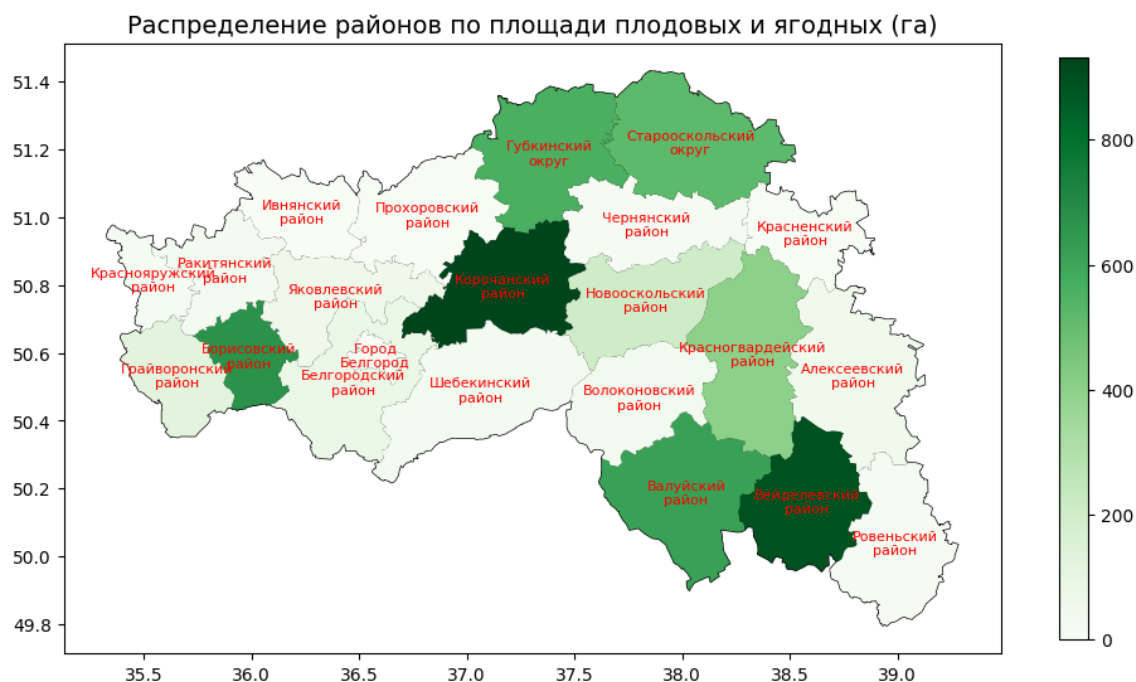 Распределение районов по площади плодовых и ягодных (га)
51.4
51.2
51.0
50.8
50.6
50.4
50.2
50.0
49.8
Губкинский
округ
Старооскольский
округ
Ивнянский
район
Прохоровский
район
Чернянский
район
Красненский
район
Краснояружский
район
Ракитянский
район
Яковлевский
район
Корочанский
район
Новооскольский
район
Грайворонский
район
Борисовский
район
Город
Белгород
Белгородский
район
Шебекинский
район
Волоконовский
район
Красногвардейский
район
Алексеевский
район
Валуйский
район
Вейделевский
район
Ровеньский
район
35.5 36.0 36.5 37.0 37.5 38.0 38.5 39.0
800
600
400
200
0